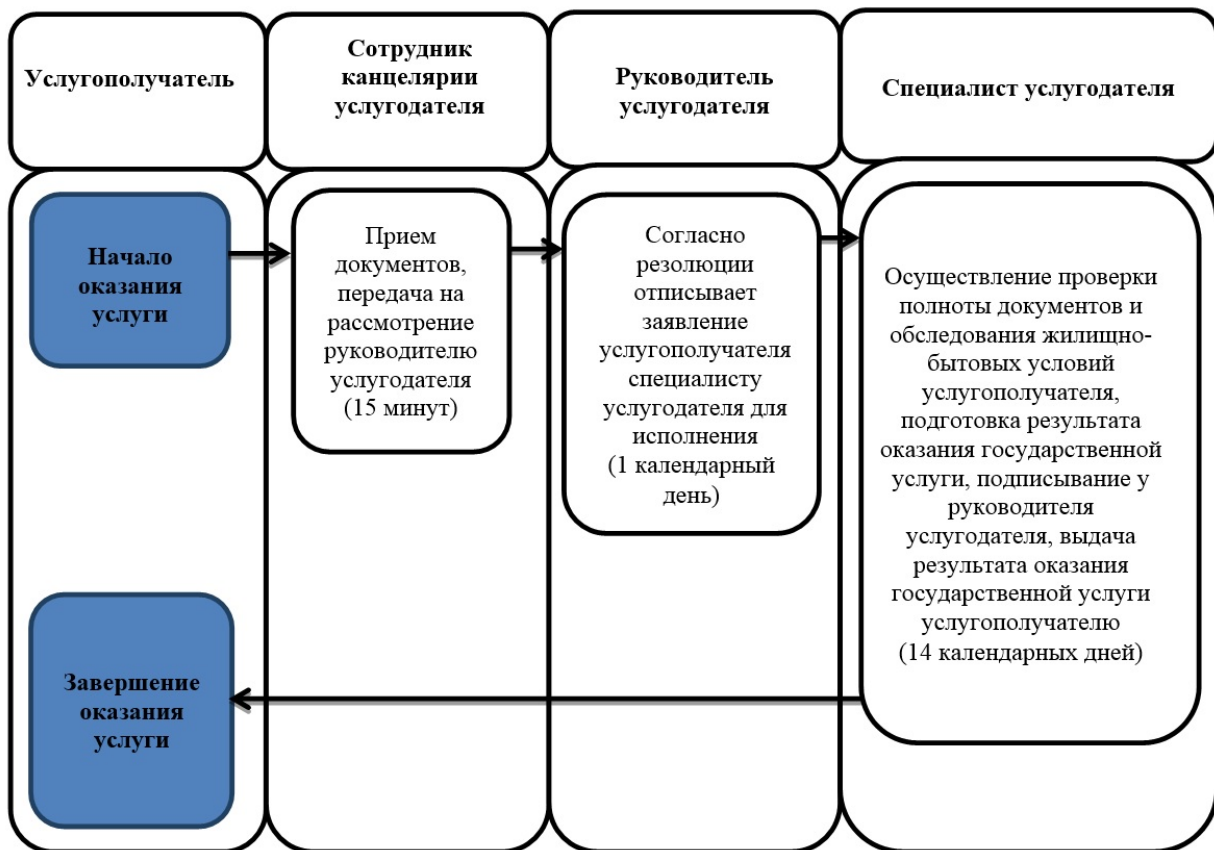 Услугополучатель
Сотрудник
канцелярии
услугодателя
Руководитель
услугодателя
Специалист услугодателя
Начало
оказания
услуги
Прием
документов,
передача на
рассмотрение
руководителю
услугодателя
(15 минут)
Согласно
резолюции
отписывает
заявление
услугополучателя
специалисту
услугодателя для
исполнения
(1 календарный
день)
Осуществление проверки
полноты документов и
обследования жилищно-
бытовых условий
услугополучателя,
подготовка результата
оказания государственной
услуги, подписывание у
руководителя
услугодателя, выдача
результата оказания
государственной услуги
услугополучателю
(14 календарных дней)
Завершение
оказания
услуги